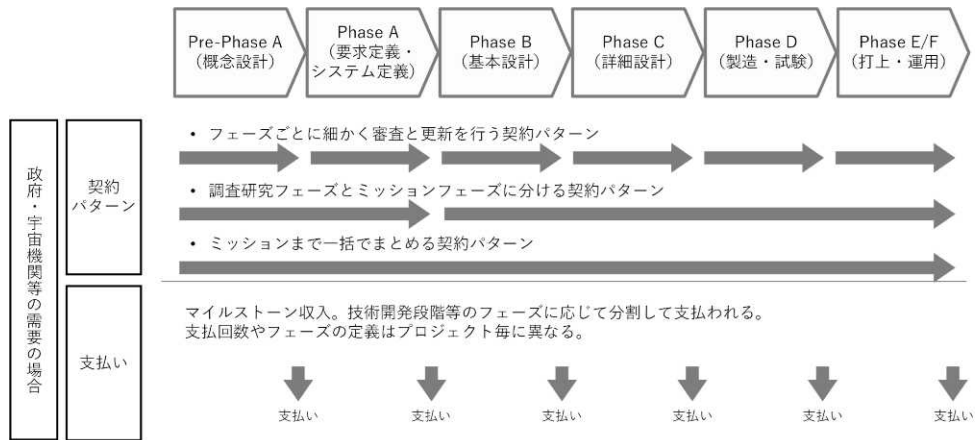 Pre-Phase A
（概念設計）
Phase A
（要求定義・
システム定義）
Phase B
（基本設計）
Phase C
（詳細設計）
Phase D
（製造・試験）
Phase E/F
（打上・運用）
政府・宇宙機関等の需要の場合
契約
パターン
• フェーズごとに細かく審査と更新を行う契約パターン
• 調査研究フェーズとミッションフェーズに分ける契約パターン
• ミッションまで一括でまとめる契約パターン
支払い
マイルストーン収入。技術開発段階等のフェーズに応じて分割して支払われる。
支払回数やフェーズの定義はプロジェクト毎に異なる。
支払い
支払い
支払い
支払い
支払い
支払い